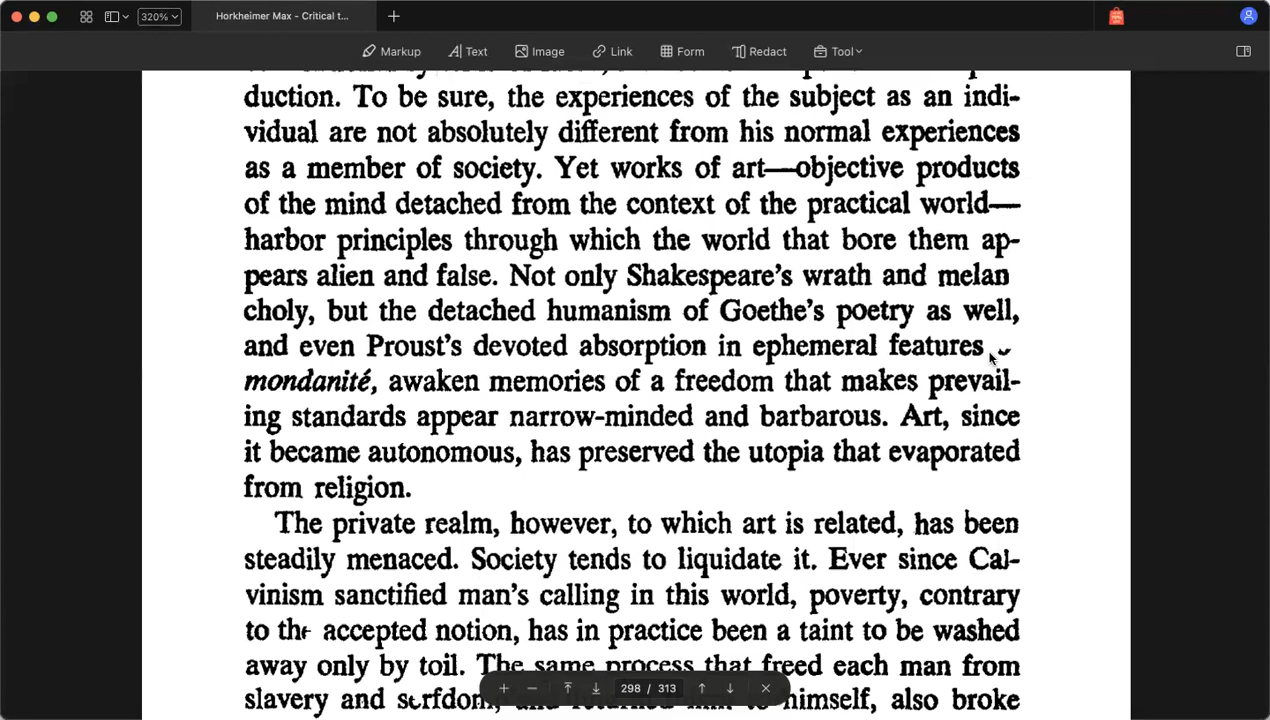 320%
Horkheimer Max - Critical t...
Markup Text Image Link Form Redact Tool
duction. To be sure, the experiences of the subject as an indi-
vidual are not absolutely different from his normal experiences
as a member of society. Yet works of art—objective products
of the mind detached from the context of the practical world—
harbor principles through which the world that bore them ap-
pears alien and false. Not only Shakespeare's wrath and melan
choly, but the detached humanism of Goethe's poetry as well,
and even Proust's devoted absorption in ephemeral features
mondanité, awaken memories of a freedom that makes prevail-
ing standards appear narrow-minded and barbarous. Art, since
it became autonomous, has preserved the utopia that evaporated
from religion.
The private realm, however, to which art is related, has been
steadily menaced. Society tends to liquidate it. Ever since Cal-
vinism sanctified man's calling in this world, poverty, contrary
to the accepted notion, has in practice been a taint to be washed
away only by toil. The same process that freed each man from
slavery and serfdom, and returned him to himself, also broke
298 / 313